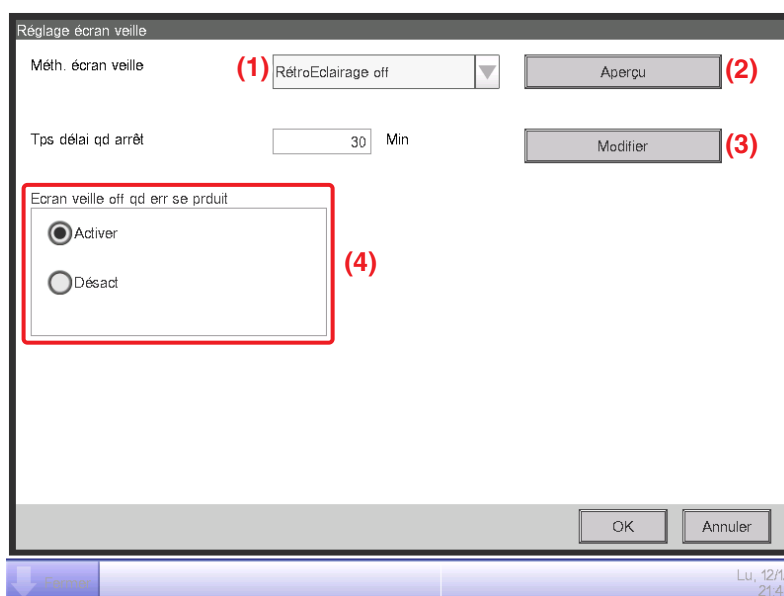 Réglage écran veille
Méth. écran veille (1) RétroEclairage off Aperçu (2)
Tps délai qd arrêt 30 Min Modifier (3)
Ecran veille off qd err se prduit
Activer
(4)
Désact
OK Annuler
Lu, 12/1
21:4